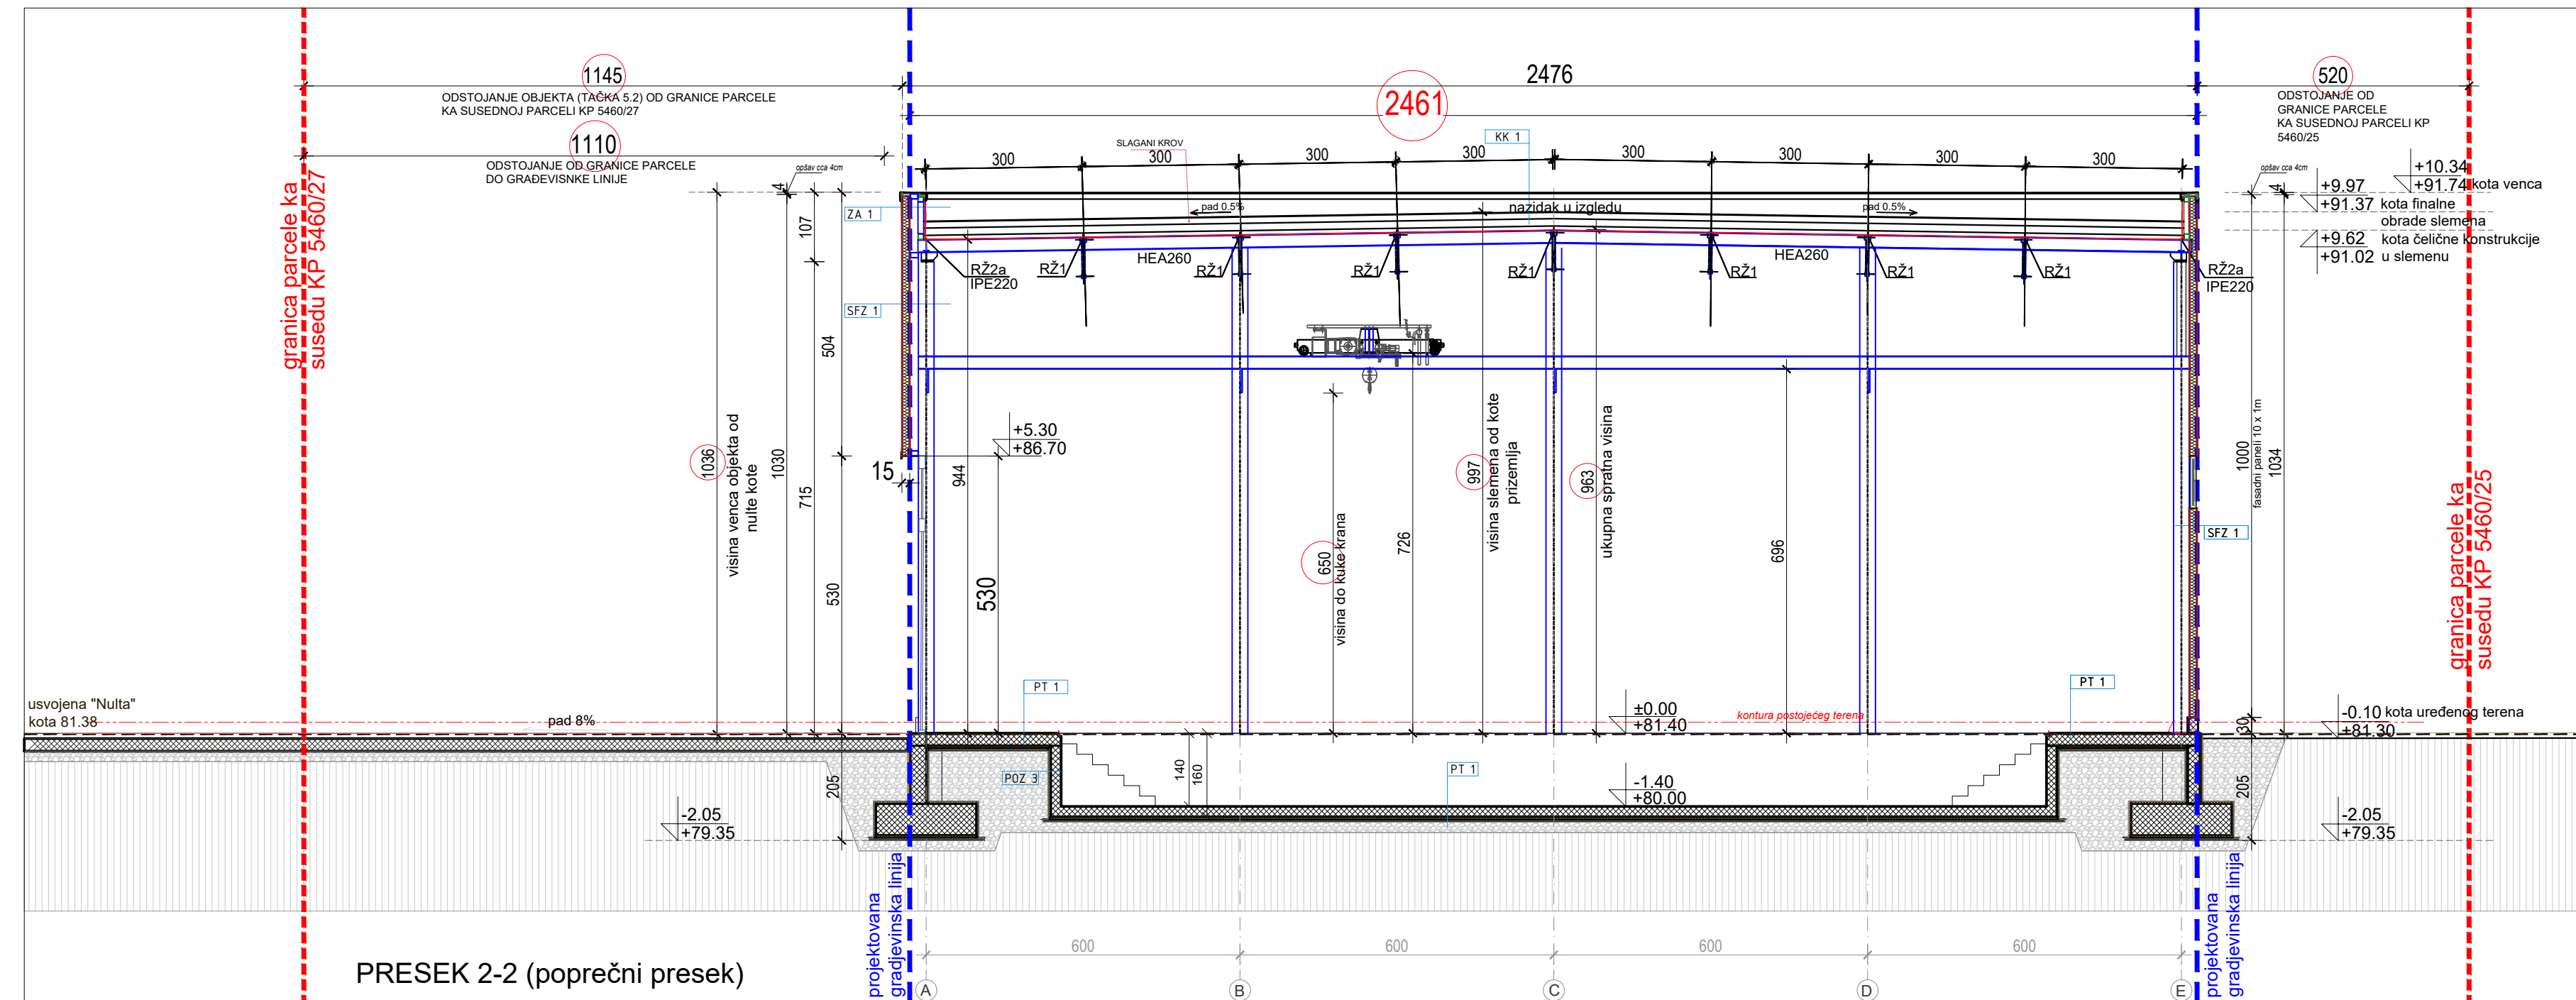 1145
ODSTOJANJE OBJEKTA (TAČKA 5.2) OD GRANICE PARCELE
KA SUSEDNOJ PARCELI KP 5460/27
1110
ODSTOJANJE OD GRANICE PARCELE
DO GRAĐEVISNKE LINIJE
2476
2461
520
ODSTOJANJE OD
GRANICE PARCELE
KA SUSEDNOJ PARCELI KP
5460/25
SLAGANI KROV
KK 1
300
300
300
300
300
300
300
300
opšav cca 4cm
4
opšav cca 4cm
4
+10.34
+91.74 kota venca
+9.97
+91.37 kota finalne
obrade slemena
+9.62 kota čelične konstrukcije
+91.02 u slemenu
granica parcele ka
susedu KP 5460/27
ZA 1
SFZ 1
pad 0.5%
nazidak u izgledu
pad 0.5%
RŽ2a
IPE220
RŽ1
HEA260
RŽ1
RŽ1
RŽ1
RŽ1
HEA260
RŽ1
RŽ1
RŽ2a
IPE220
107
504
715
530
1036
visina venca objekta od
nulte kote
1030
15
944
530
+5.30
+86.70
650
visina do kuke krana
726
997
visina slemena od kote
prizemlja
963
ukupna spratna visina
696
1000
fasadni paneli 10 x 1m
1034
SFZ 1
granica parcele ka
susedu KP 5460/25
usvojena "Nulta"
kota 81.38
pad 8%
PT 1
±0.00
+81.40
kontura postojećeg terena
PT 1
30
-0.10 kota uređenog terena
+81.30
POZ 3
140
160
PT 1
-1.40
+80.00
205
-2.05
+79.35
205
-2.05
+79.35
projektovana
gradjevinska linija
projektovana
gradjevinska linija
600
600
600
600
PRESEK 2-2 (poprečni presek)
A
B
C
D
E